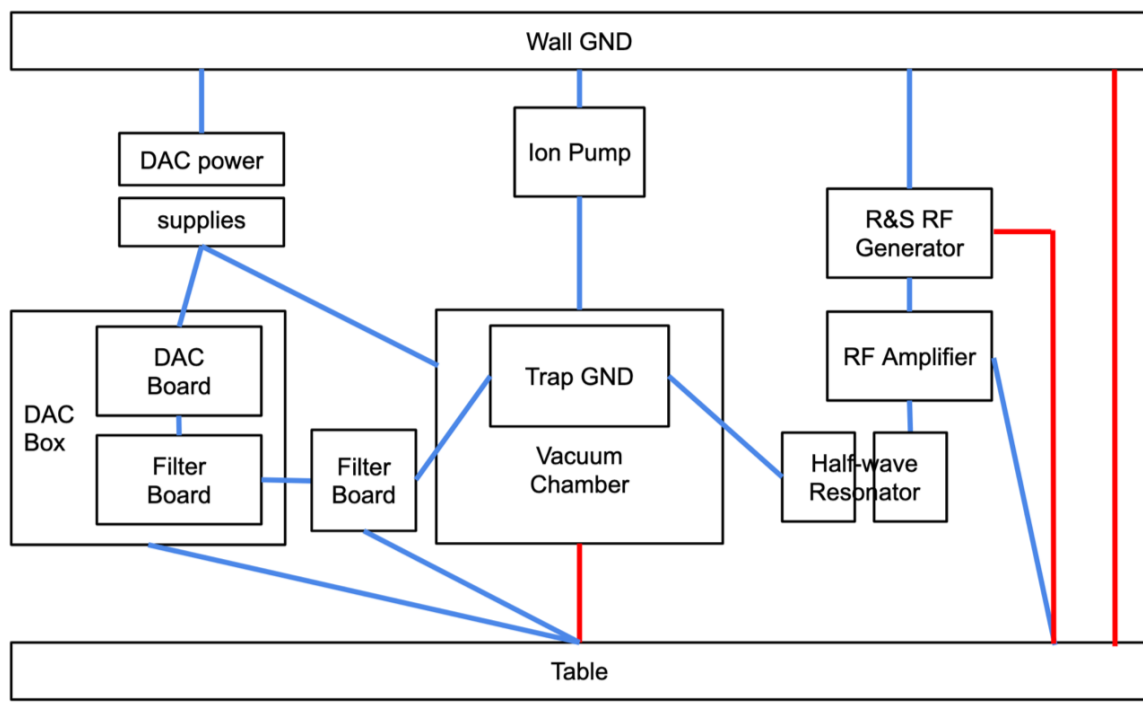 Wall GND
DAC power
supplies
Ion Pump
R&S RF
Generator
DAC
Box
DAC
Board
Filter
Board
Filter
Board
Trap GND
Vacuum
Chamber
RF Amplifier
Half-wave
Resonator
Table